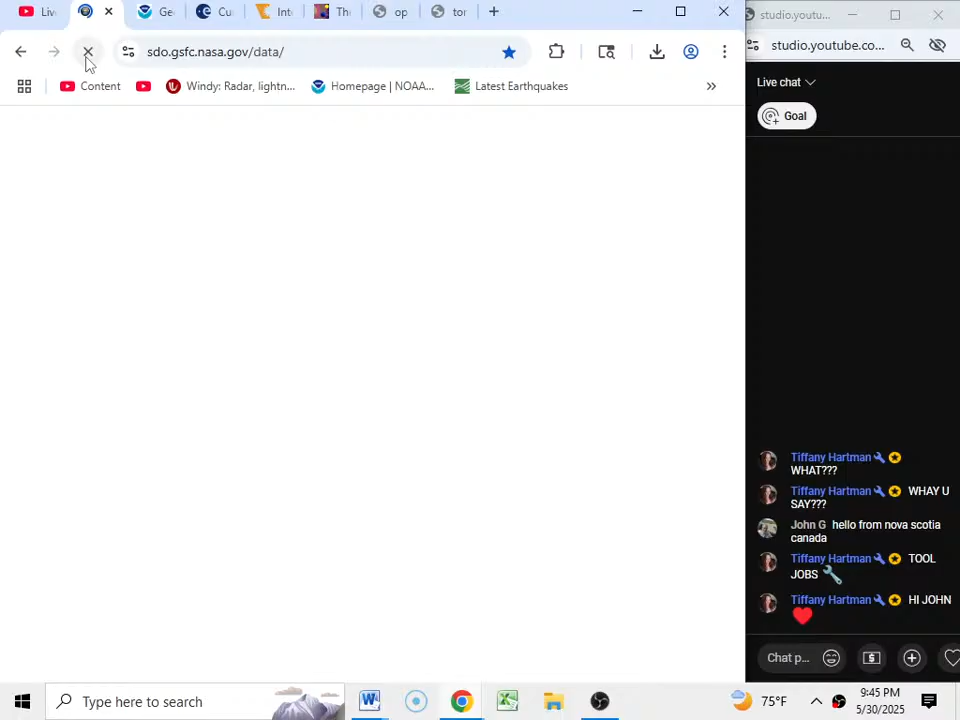 Liv
Ge
Cu
Int
Th
op
tor
sdo.gsfc.nasa.gov/data/
Content
Windy: Radar, lightn...
Homepage | NOAA...
Latest Earthquakes
studio.youtu...
studio.youtube.co...
Live chat
Goal
Tiffany Hartman
WHAT???
Tiffany Hartman WHAY U
SAY???
John G hello from nova scotia
canada
Tiffany Hartman TOOL
JOBS
Tiffany Hartman HI JOHN
Chat p...
Type here to search
75°F
9:45 PM
5/30/2025